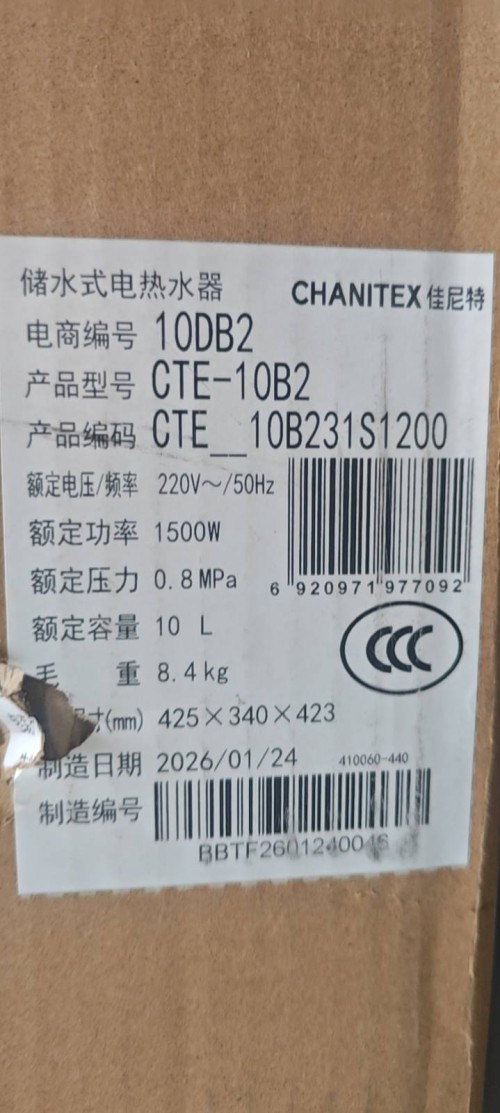 储水式电热水器 CHANITEX 佳尼特
电商编号 10DB2
产品型号 CTE-10B2
产品编码 CTE__10B231S1200
额定电压/频率 220V～/50Hz
额定功率 1500W
额定压力 0.8MPa
6 920971 977092
额定容量 10 L
CCC
毛 重 8.4kg
寸(mm) 425×340×423
制造日期 2026/01/24 410060-440
制造编号